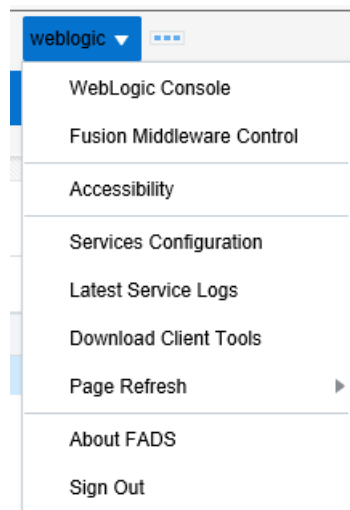 weblogic
WebLogic Console
Fusion Middleware Control
Accessibility
Services Configuration
Latest Service Logs
Download Client Tools
Page Refresh
About FADS
Sign Out